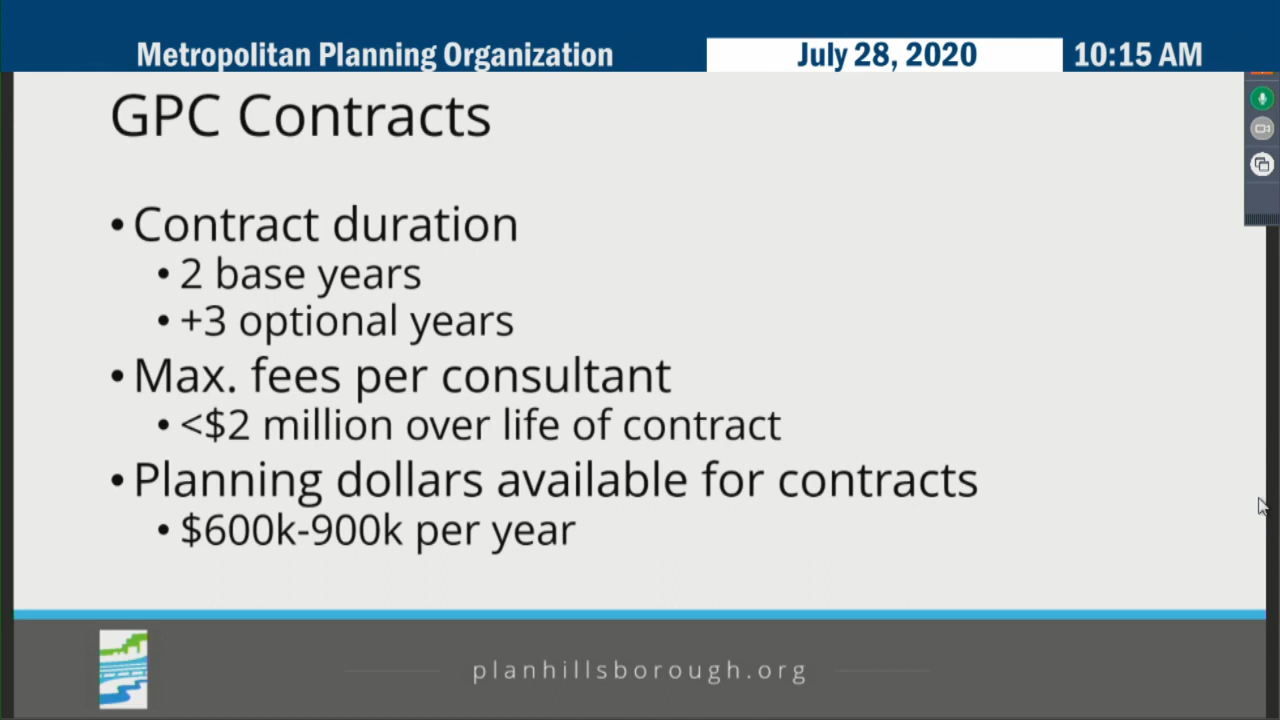 Metropolitan Planning Organization July 28, 2020 10:15 AM
GPC Contracts
• Contract duration
• 2 base years
• +3 optional years
• Max. fees per consultant
• <$2 million over life of contract
• Planning dollars available for contracts
• $600k-900k per year
planhillsborough.org